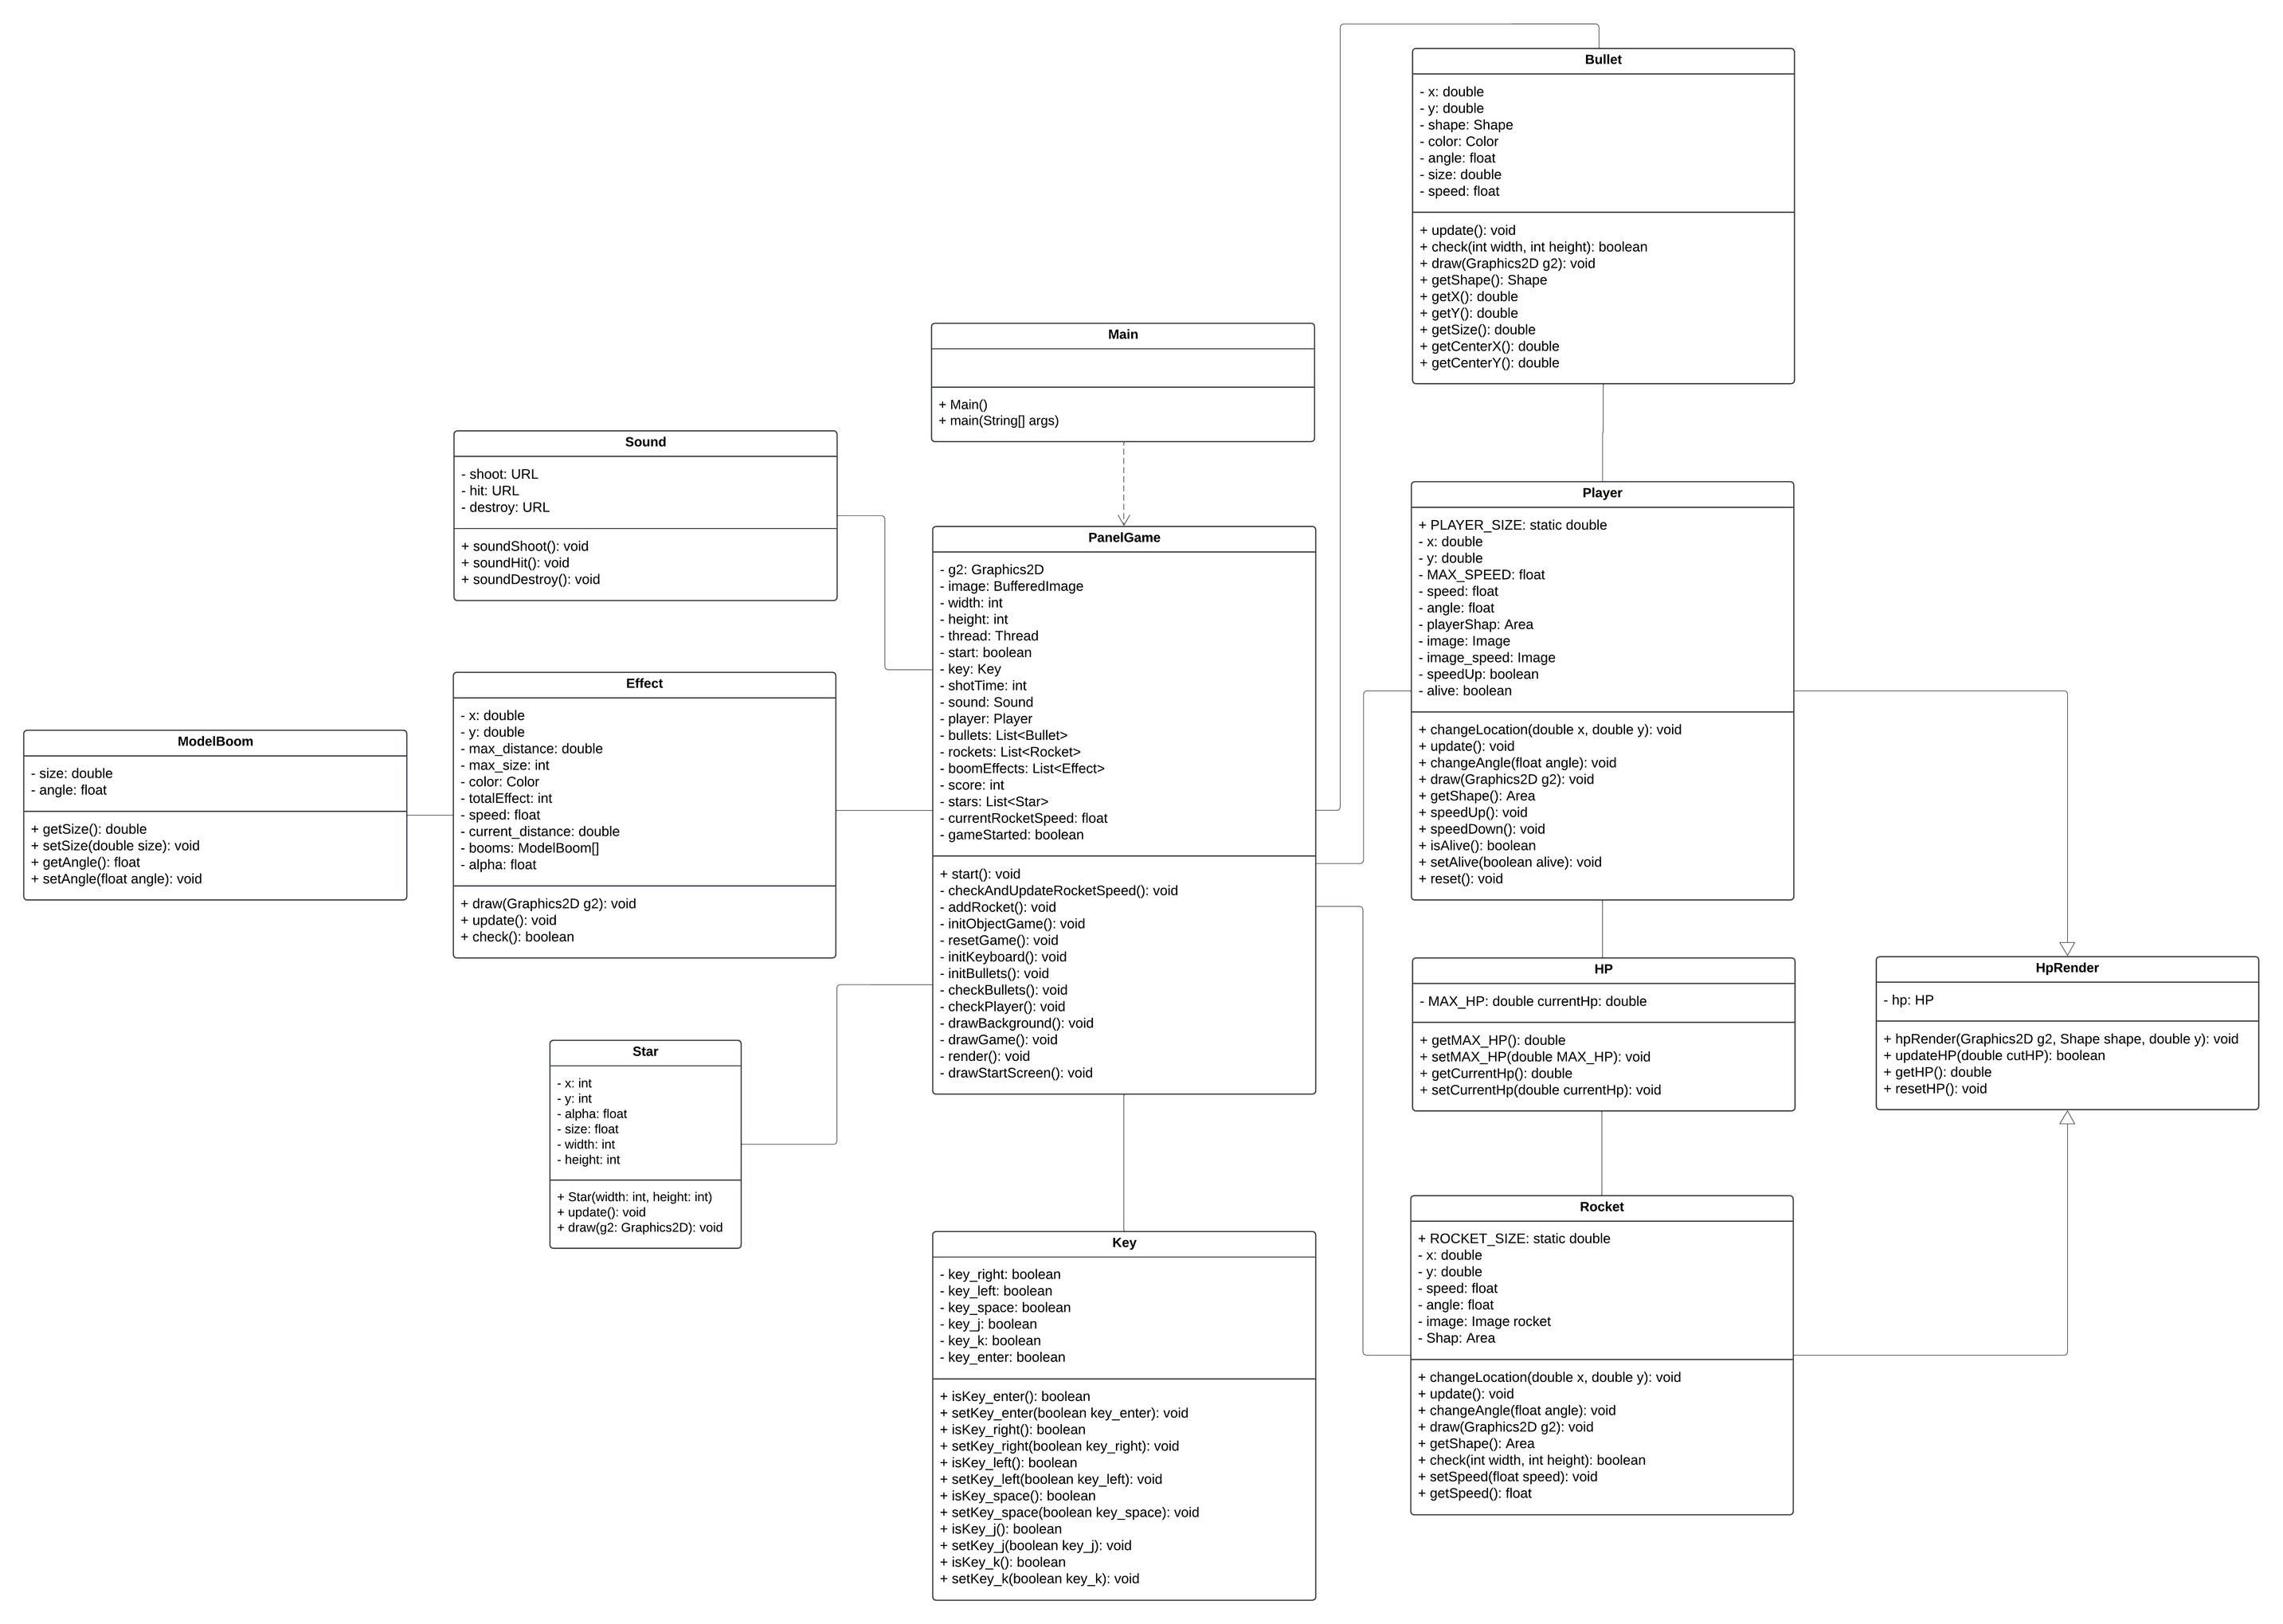 Bullet
- x: double
- y: double
- shape: Shape
- color: Color
- angle: float
- size: double
- speed: float
+ update(): void
+ check(int width, int height): boolean
+ draw(Graphics2D g2): void
+ getShape(): Shape
+ getX(): double
+ getY(): double
+ getSize(): double
+ getCenterX(): double
+ getCenterY(): double
Main
+ Main()
+ main(String[] args)
Sound
- shoot: URL
- hit: URL
- destroy: URL
+ soundShoot(): void
+ soundHit(): void
+ soundDestroy(): void
PanelGame
- g2: Graphics2D
- image: BufferedImage
- width: int
- height: int
- thread: Thread
- start: boolean
- key: Key
- shotTime: int
- sound: Sound
- player: Player
- bullets: List<Bullet>
- rockets: List<Rocket>
- boomEffects: List<Effect>
- score: int
- stars: List<Star>
- currentRocketSpeed: float
- gameStarted: boolean
+ start(): void
- checkAndUpdateRocketSpeed(): void
- addRocket(): void
- initObjectGame(): void
- resetGame(): void
- initKeyboard(): void
- initBullets(): void
- checkBullets(): void
- checkPlayer(): void
- drawBackground(): void
- drawGame(): void
- render(): void
- drawStartScreen(): void
Player
+ PLAYER_SIZE: static double
- x: double
- y: double
- MAX_SPEED: float
- speed: float
- angle: float
- playerShap: Area
- image: Image
- image_speed: Image
- speedUp: boolean
- alive: boolean
+ changeLocation(double x, double y): void
+ update(): void
+ changeAngle(float angle): void
+ draw(Graphics2D g2): void
+ getShape(): Area
+ speedUp(): void
+ speedDown(): void
+ isAlive(): boolean
+ setAlive(boolean alive): void
+ reset(): void
Effect
- x: double
- y: double
- max_distance: double
- max_size: int
- color: Color
- totalEffect: int
- speed: float
- current_distance: double
- booms: ModelBoom[]
- alpha: float
+ draw(Graphics2D g2): void
+ update(): void
+ check(): boolean
ModelBoom
- size: double
- angle: float
+ getSize(): double
+ setSize(double size): void
+ getAngle(): float
+ setAngle(float angle): void
HP
- MAX_HP: double currentHp: double
+ getMAX_HP(): double
+ setMAX_HP(double MAX_HP): void
+ getCurrentHp(): double
+ setCurrentHp(double currentHp): void
HpRender
- hp: HP
+ hpRender(Graphics2D g2, Shape shape, double y): void
+ updateHP(double cutHP): boolean
+ getHP(): double
+ resetHP(): void
Star
- x: int
- y: int
- alpha: float
- size: float
- width: int
- height: int
+ Star(width: int, height: int)
+ update(): void
+ draw(g2: Graphics2D): void
Key
- key_right: boolean
- key_left: boolean
- key_space: boolean
- key_j: boolean
- key_k: boolean
- key_enter: boolean
+ isKey_enter(): boolean
+ setKey_enter(boolean key_enter): void
+ isKey_right(): boolean
+ setKey_right(boolean key_right): void
+ isKey_left(): boolean
+ setKey_left(boolean key_left): void
+ isKey_space(): boolean
+ setKey_space(boolean key_space): void
+ isKey_j(): boolean
+ setKey_j(boolean key_j): void
+ isKey_k(): boolean
+ setKey_k(boolean key_k): void
Rocket
+ ROCKET_SIZE: static double
- x: double
- y: double
- speed: float
- angle: float
- image: Image rocket
- Shap: Area
+ changeLocation(double x, double y): void
+ update(): void
+ changeAngle(float angle): void
+ draw(Graphics2D g2): void
+ getShape(): Area
+ check(int width, int height): boolean
+ setSpeed(float speed): void
+ getSpeed(): float